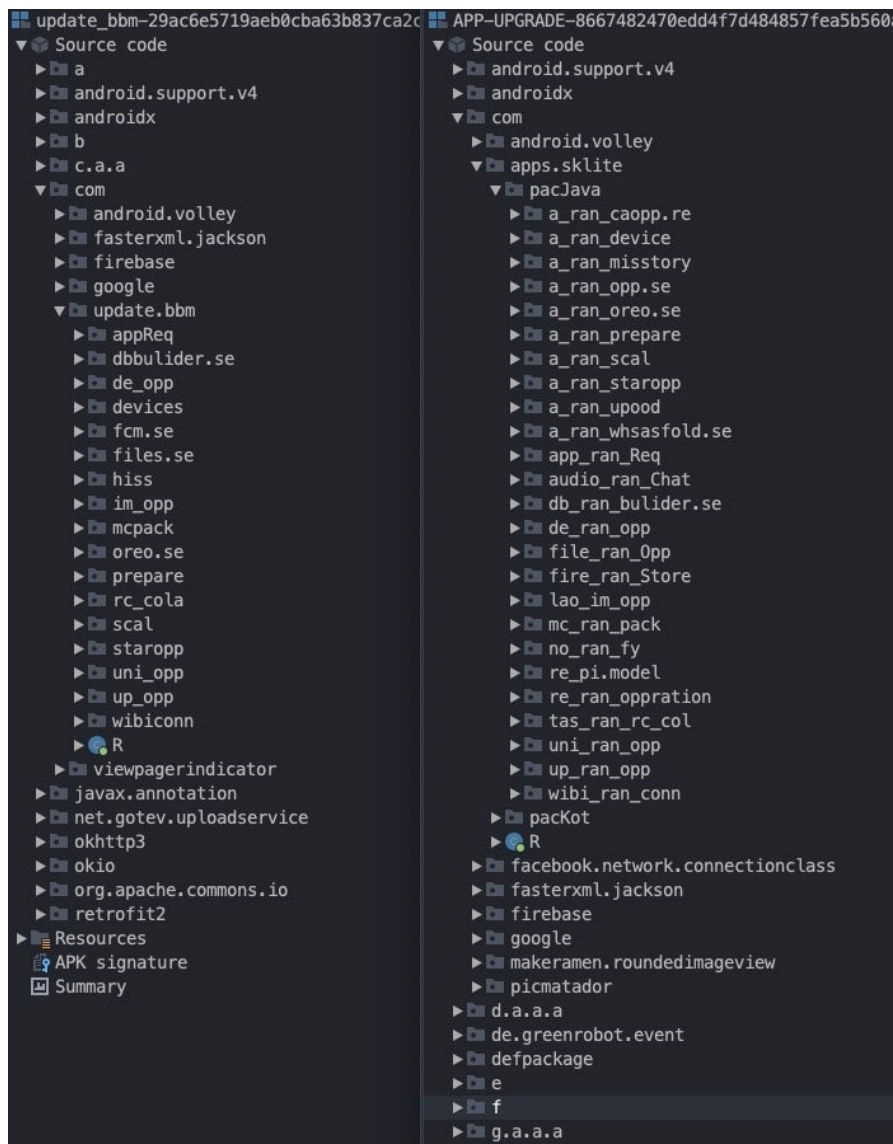 update_bbm-29ac6e5719aeb0cba63b837ca2c
Source code
a
android.support.v4
androidx
b
c.a.a
com
android.volley
fasterxml.jackson
firebase
google
update.bbm
appReq
dbbulider.se
de_opp
devices
fcm.se
files.se
hiss
im_opp
mcpack
oreo.se
prepare
rc_cola
scal
staropp
uni_opp
up_opp
wibiconn
R
viewpagerindicator
javax.annotation
net.gotev.uploadservice
okhttp3
okio
org.apache.commons.io
retrofit2
Resources
APK signature
Summary
APP-UPGRADE-8667482470edd4f7d484857fea5b560
Source code
android.support.v4
androidx
com
android.volley
apps.sklite
pacJava
a_ran_caopp.re
a_ran_device
a_ran_misstory
a_ran_opp.se
a_ran_oreo.se
a_ran_prepare
a_ran_scal
a_ran_staropp
a_ran_upood
a_ran_whsasfold.se
app_ran_Req
audio_ran_Chat
db_ran_bulider.se
de_ran_opp
file_ran_Opp
fire_ran_Store
lao_im_opp
mc_ran_pack
no_ran_fy
re_pi.model
re_ran_oppration
tas_ran_rc_col
uni_ran_opp
up_ran_opp
wibi_ran_conn
pacKot
R
facebook.network.connectionclass
fasterxml.jackson
firebase
google
makeramen.roundedimageview
picmatador
d.a.a.a
de.greenrobot.event
defpackage
e
f
g.a.a.a